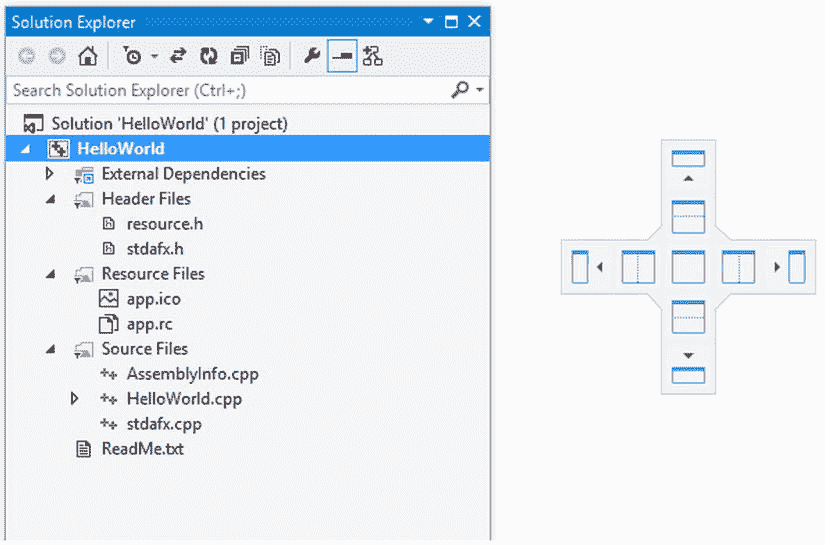 Solution Explorer
Search Solution Explorer (Ctrl+;)
Solution 'HelloWorld' (1 project)
HelloWorld
External Dependencies
Header Files
resource.h
stdafx.h
Resource Files
app.ico
app.rc
Source Files
AssemblyInfo.cpp
HelloWorld.cpp
stdafx.cpp
ReadMe.txt